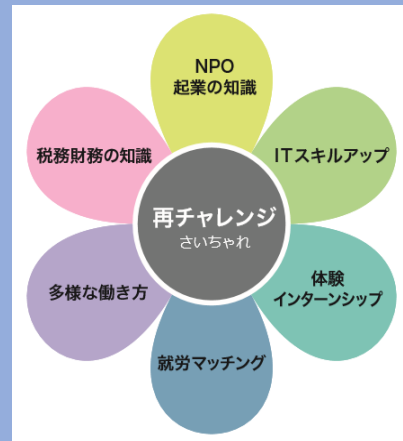 NPO
起業の知識
ITスキルアップ
体験
インターンシップ
就労マッチング
多様な働き方
税務財務の知識
再チャレンジ
さいちゃれ